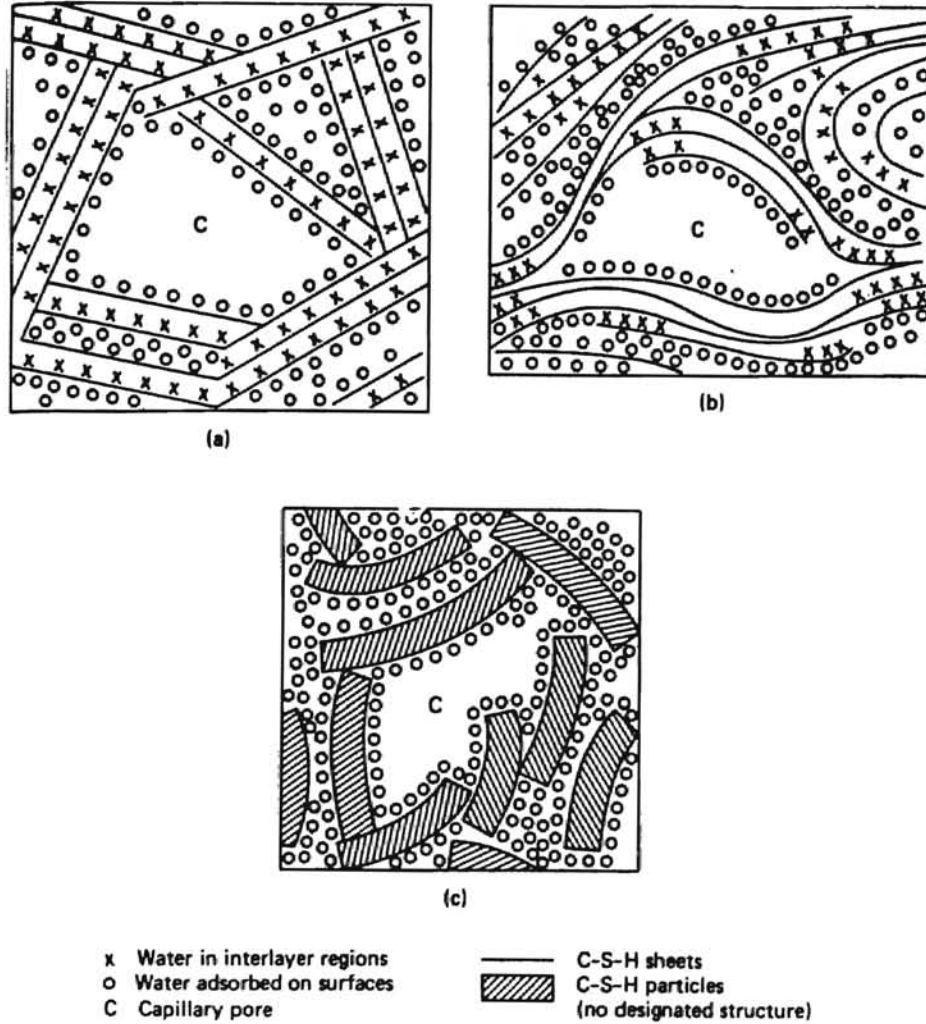 C
(a)
C
(b)
C
(c)
x Water in interlayer regions
o Water adsorbed on surfaces
C Capillary pore
C-S-H sheets
C-S-H particles
(no designated structure)